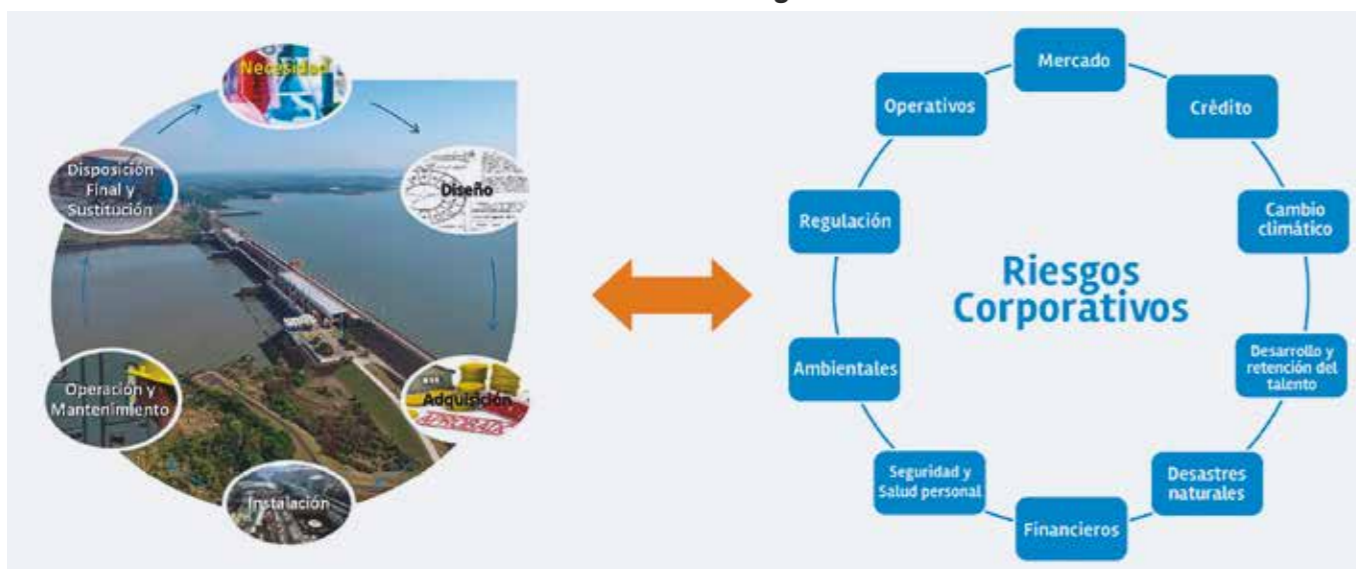 Necesidad
Diseño
Adquisición
Instalación
Operación y
Mantenimiento
Disposición
Final y
Sustitución
Riesgos
Corporativos
Mercado
Crédito
Cambio
climático
Desarrollo y
retención del
talento
Desastres
naturales
Financieros
Seguridad y
Salud personal
Ambientales
Regulación
Operativos